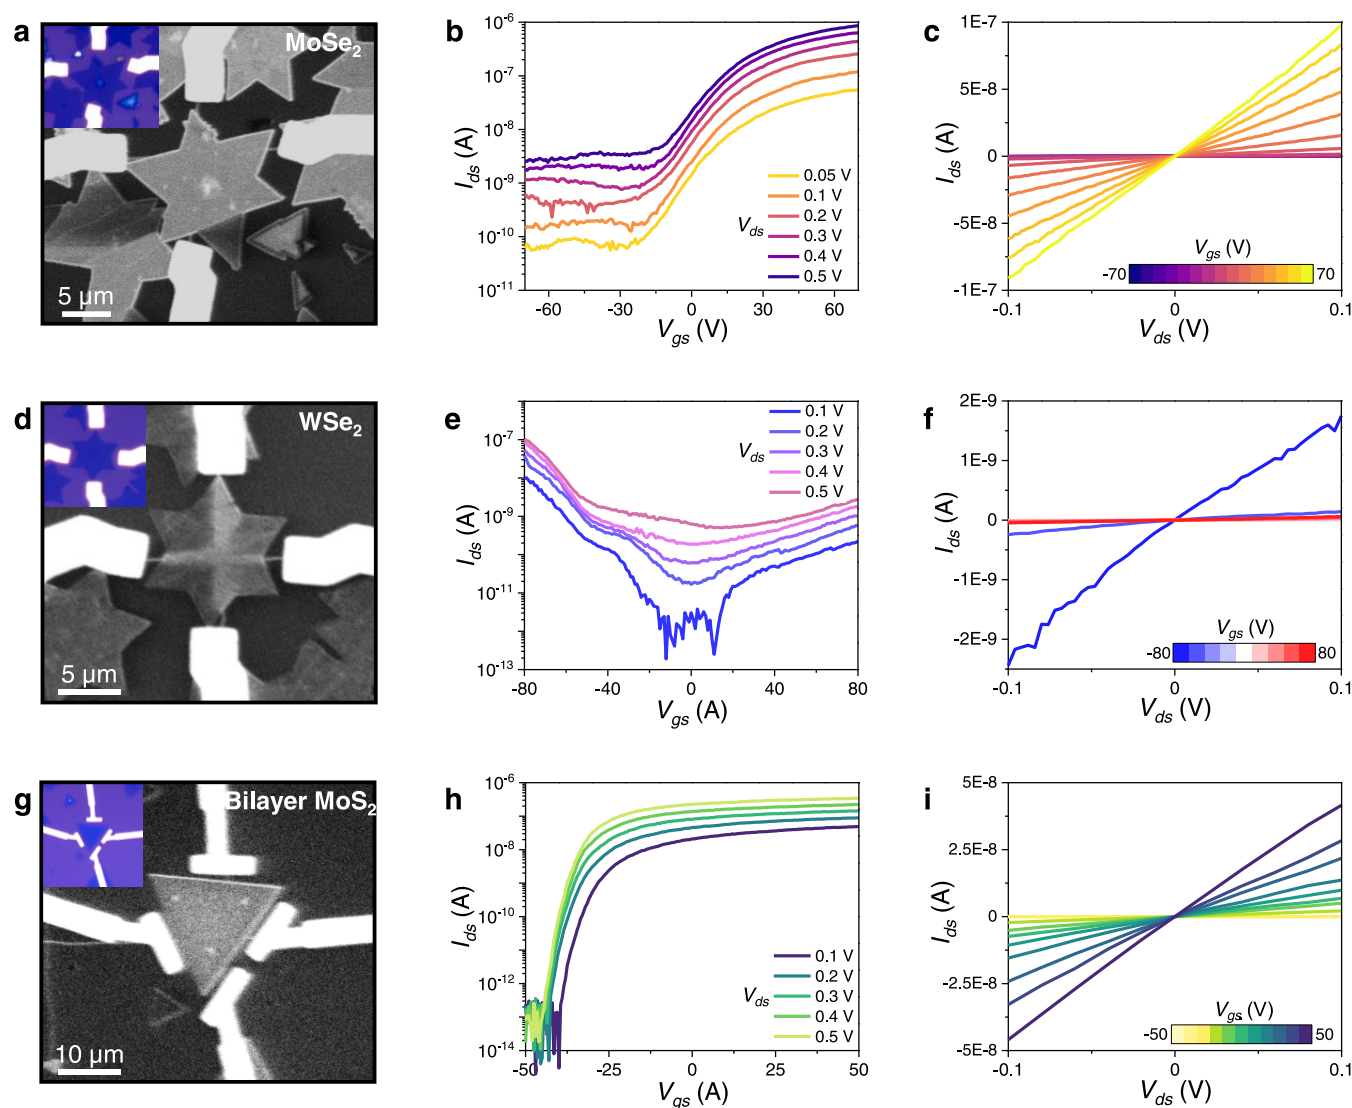 a
MoSe2
5 μm
b
10-6
10-7
10-8
10-9
10-10
10-11
Ids (A)
-60
-30
0
30
60
Vgs (V)
Vds
0.05 V
0.1 V
0.2 V
0.3 V
0.4 V
0.5 V
c
1E-7
5E-8
0
-5E-8
-1E-7
Ids (A)
Vgs (V)
-70 70
-0.1
0.0
0.1
Vds (V)
d
WSe2
5 μm
e
10-7
10-9
10-11
10-13
Ids (A)
-80
-40
0
40
80
Vgs (A)
Vds
0.1 V
0.2 V
0.3 V
0.4 V
0.5 V
f
2E-9
1E-9
0
-1E-9
-2E-9
Ids (A)
Vgs (V)
-80 80
-0.1
0.0
0.1
Vds (V)
g
Bilayer MoS2
10 μm
h
10-6
10-8
10-10
10-12
10-14
Ids (A)
-50
-25
0
25
50
Vgs (A)
Vds
0.1 V
0.2 V
0.3 V
0.4 V
0.5 V
i
5E-8
2.5E-8
0
-2.5E-8
-5E-8
Ids (A)
Vgs (V)
-50 50
-0.1
0.0
0.1
Vds (V)